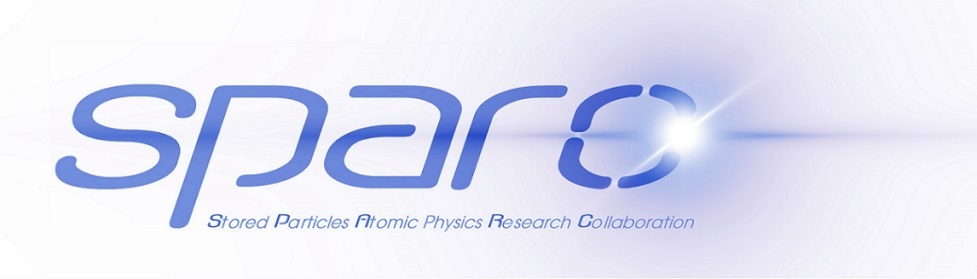 sparc
Stored Particles Atomic Physics Research Collaboration